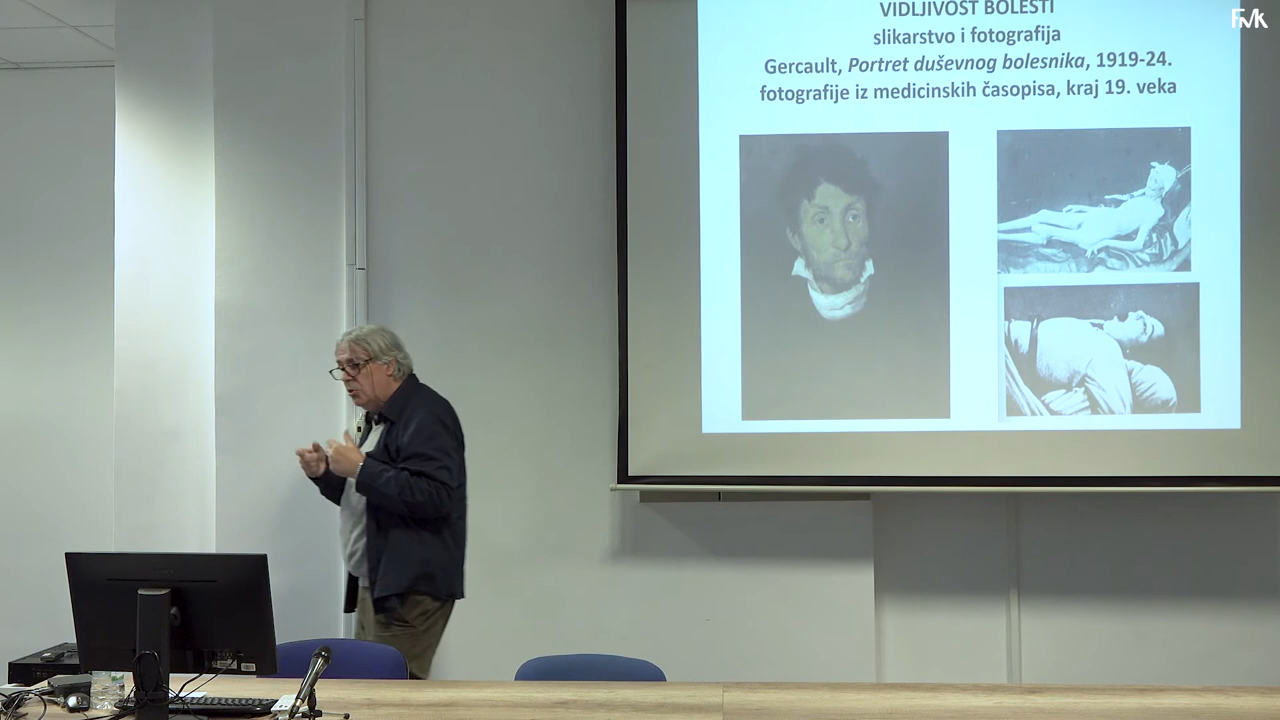 FMK
VIDLJIVOST BOLESTI
slikarstvo i fotografija
Gercault, Portret duševnog bolesnika, 1919-24.
fotografije iz medicinskih časopisa, kraj 19. veka